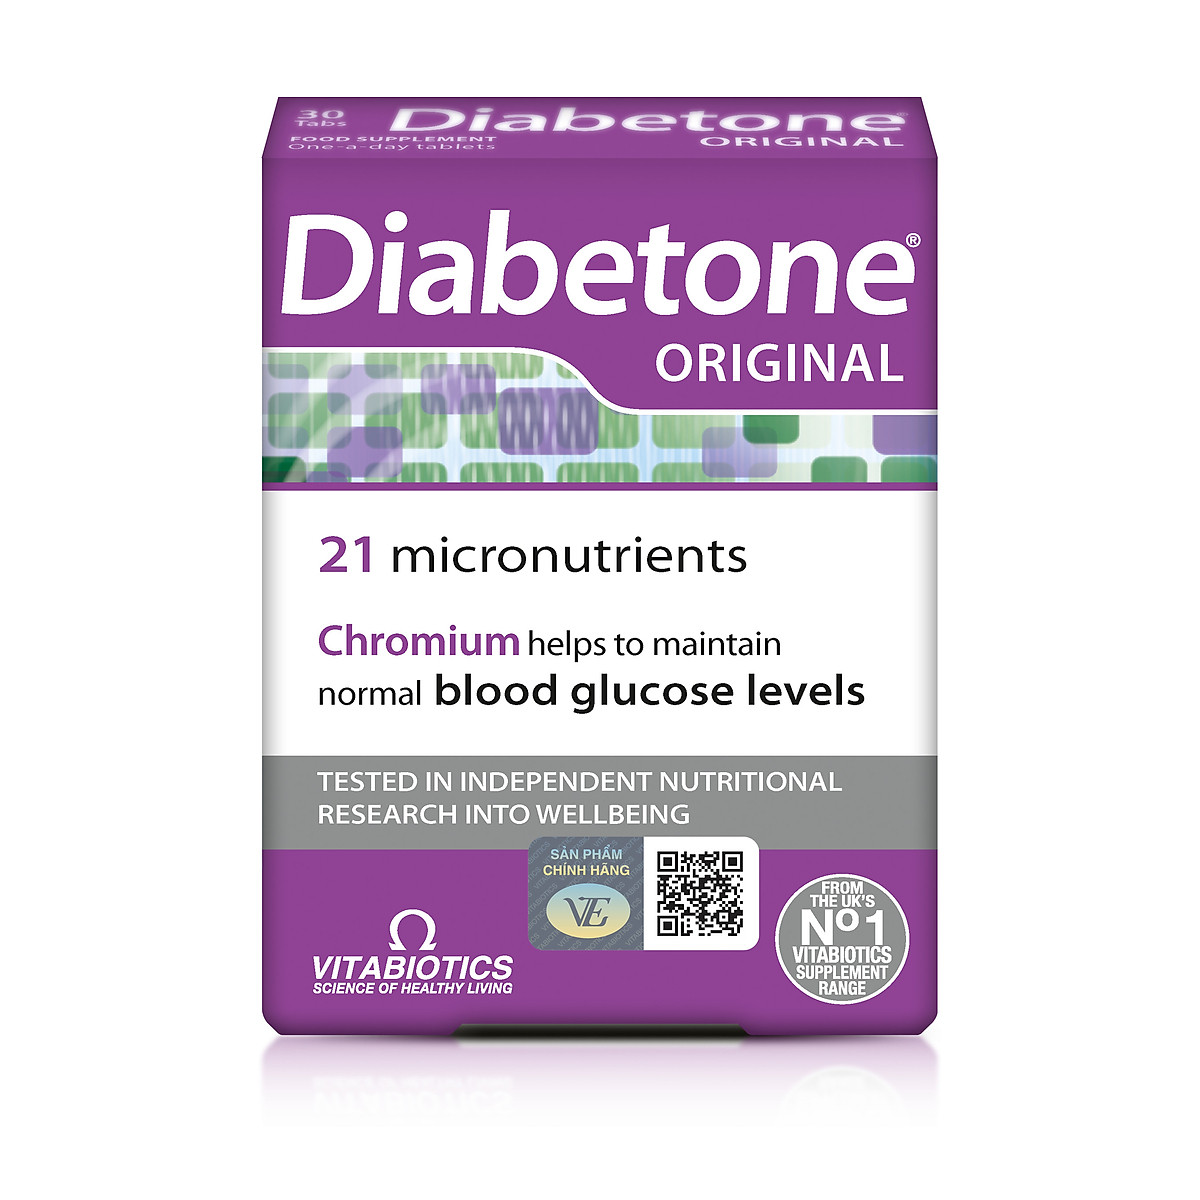 30
Tabs
Diabetone®
FOOD SUPPLEMENT
One-a-day tablets
ORIGINAL
Diabetone®
ORIGINAL
21 micronutrients
Chromium helps to maintain
normal blood glucose levels
TESTED IN INDEPENDENT NUTRITIONAL
RESEARCH INTO WELLBEING
SẢN PHẨM
CHÍNH HÃNG
VE
VITABIOTICS
SCIENCE OF HEALTHY LIVING
FROM
THE UK'S
Nº1
VITABIOTICS
SUPPLEMENT
RANGE